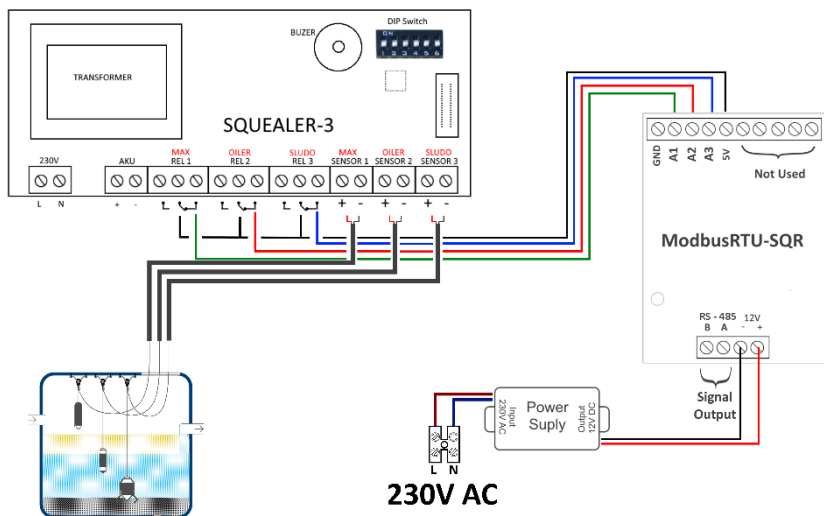 DIP Switch
ON
1 2 3 4 5 6
BUZER
TRANSFORMER
SQUEALER-3
MAX OILER SLUDO MAX OILER SLUDO
230V AKU REL 1 REL 2 REL 3 SENSOR 1 SENSOR 2 SENSOR 3
L N + - + - + - + -
GND A1 A2 A3 5V
Not Used
ModbusRTU-SQR
RS - 485 12V
B A - +
Signal
Output
Input
230V AC
Power
Suply
Output
12V DC
L N
230V AC